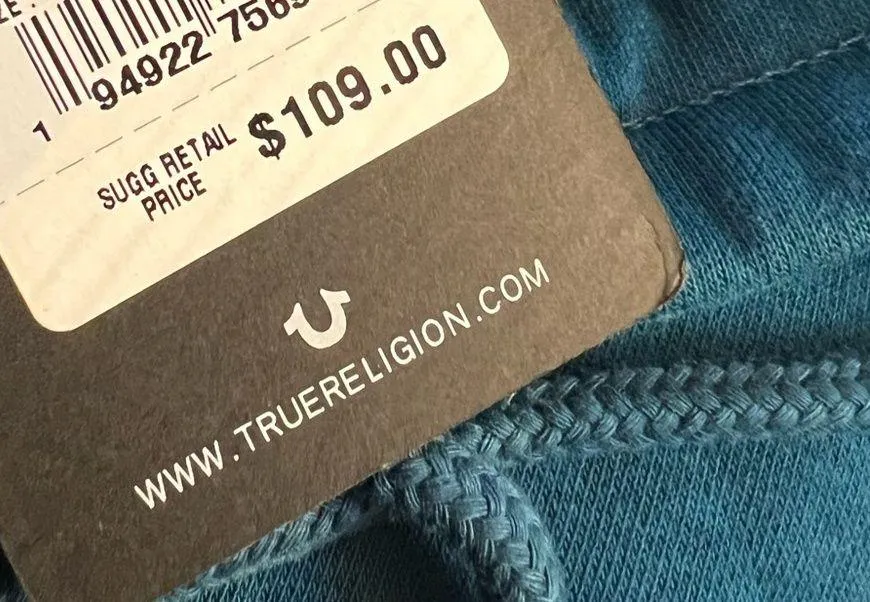 1 94922 756
$109.00
SUGG RETAIL
PRICE
WWW.TRUERELIGION.COM